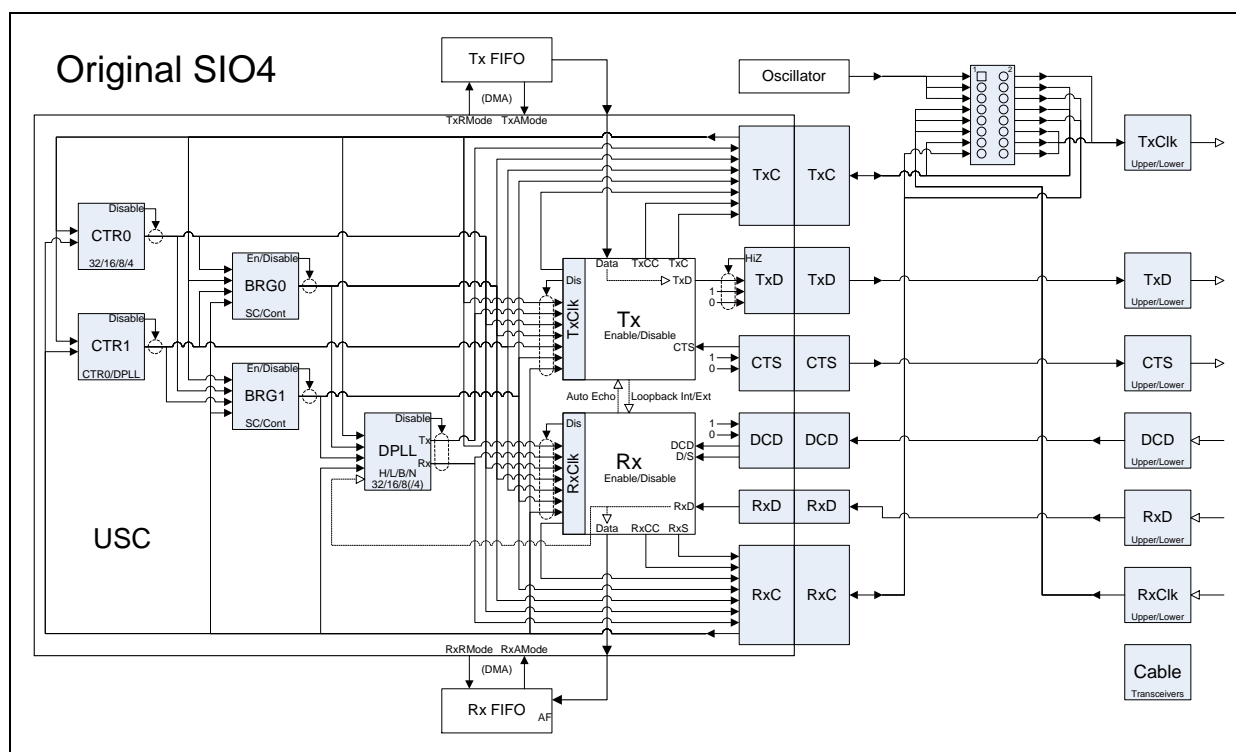 Original SIO4
Tx FIFO
(DMA)
TxRMode TxAMode
Oscillator
1 2
TxClk
Upper/Lower
TxC TxC
Disable
CTR0
32/16/8/4
En/Disable
BRG0
SC/Cont
Disable
CTR1
CTR0/DPLL
En/Disable
BRG1
SC/Cont
Disable
Tx
DPLL
Rx
H/L/B/N
32/16/8(/4)
USC
Data TxCC TxC
Dis
TxD
TxClk
Tx
Enable/Disable
CTS
HiZ
1
0
TxD TxD
TxD
Upper/Lower
1
0
CTS CTS
CTS
Upper/Lower
Auto Echo
Loopback Int/Ext
Dis
RxClk
DCD
D/S
Rx
Enable/Disable
RxD
Data RxCC RxS
1
0
DCD DCD
DCD
Upper/Lower
RxD RxD
RxD
Upper/Lower
RxC RxC
RxClk
Upper/Lower
RxRMode RxAMode
(DMA)
Rx FIFO
AF
Cable
Transceivers